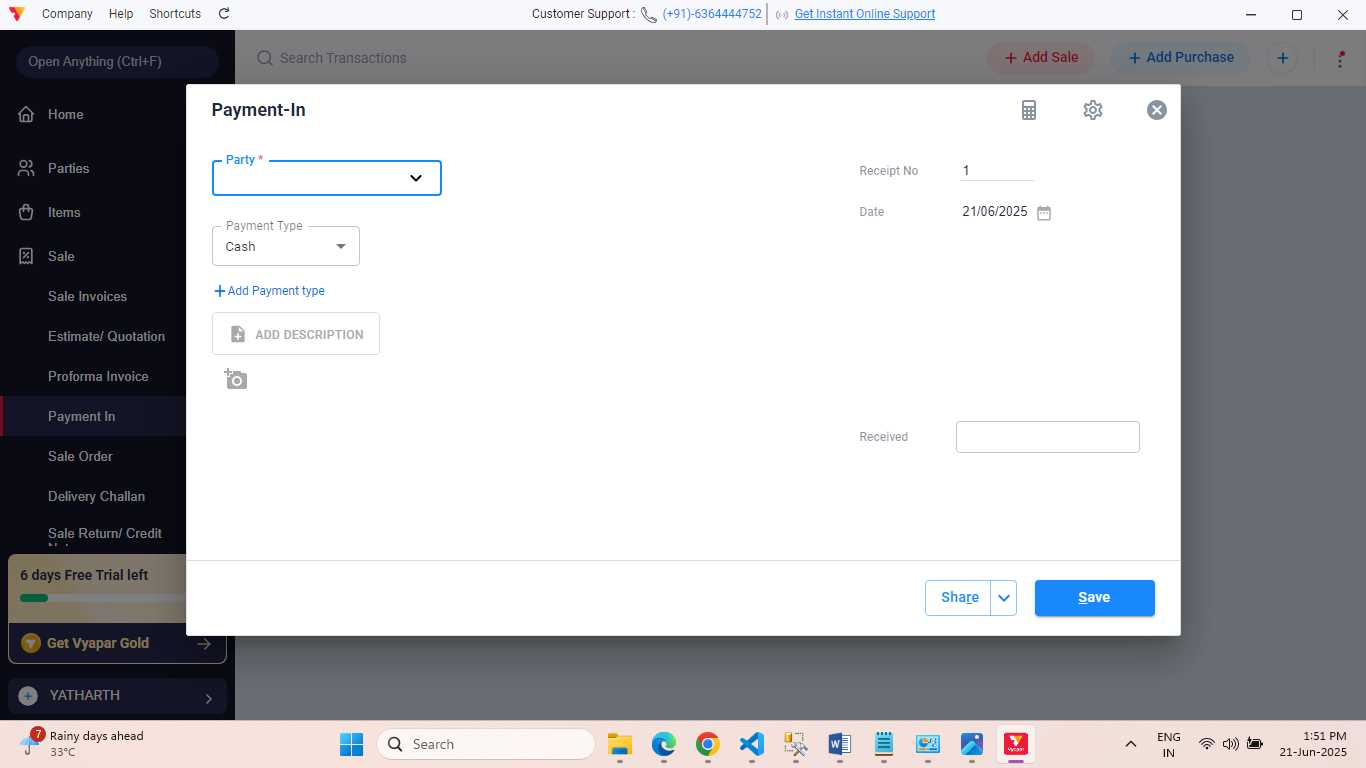 Company Help Shortcuts
Customer Support : (+91)-6364444752 Get Instant Online Support
Open Anything (Ctrl+F)
Search Transactions
Add Sale
Add Purchase
Home
Parties
Items
Sale
Sale Invoices
Estimate/ Quotation
Proforma Invoice
Payment In
Sale Order
Delivery Challan
Sale Return/ Credit
6 days Free Trial left
Get Vyapar Gold
YATHARTH
Payment-In
Party *
Receipt No 1
Date 21/06/2025
Payment Type
Cash
Add Payment type
ADD DESCRIPTION
Received
Share
Save
7
Rainy days ahead
33°C
Search
Vyapar
ENG
IN
1:51 PM
21-Jun-2025